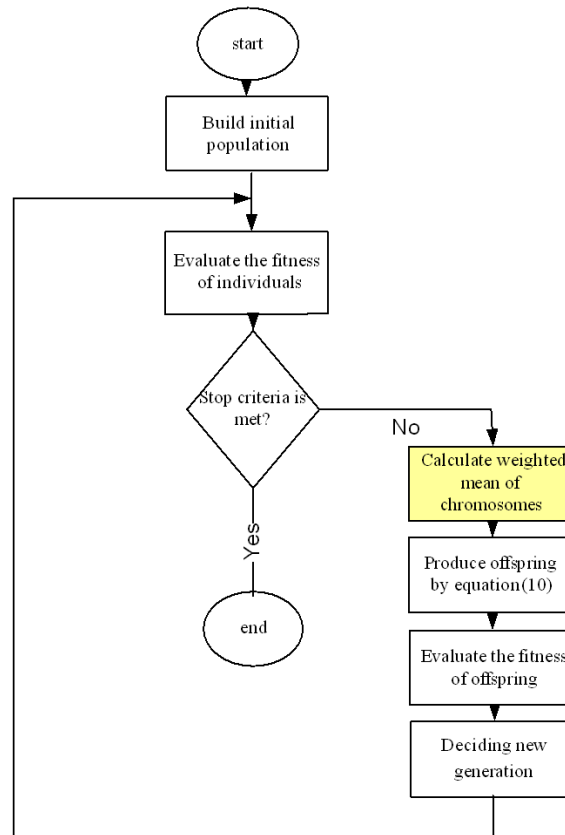 start
Build initial
population
Evaluate the fitness
of individuals
Stop criteria is
met?
No
Calculate weighted
mean of
chromosomes
Produce offspring
by equation(10)
Yes
end
Evaluate the fitness
of offspring
Deciding new
generation